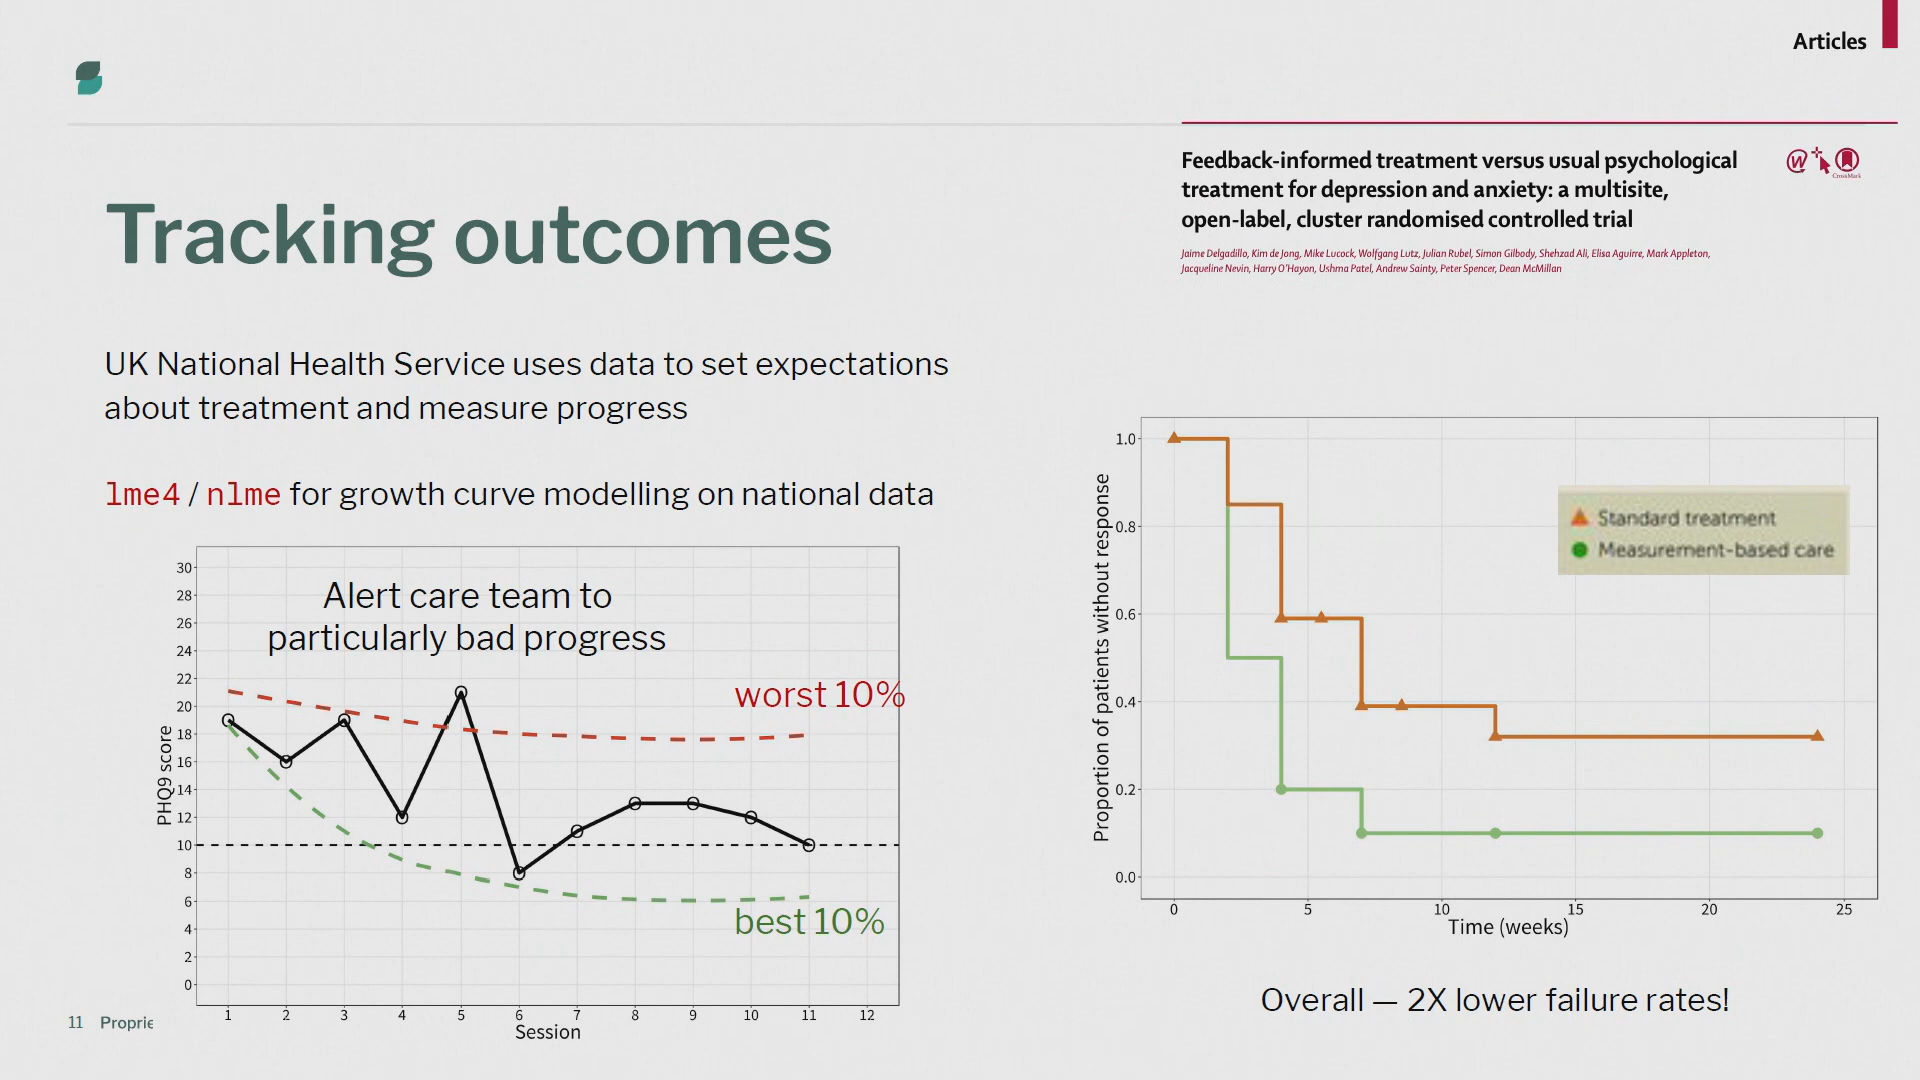 Articles
Feedback-informed treatment versus usual psychological
treatment for depression and anxiety: a multisite,
open-label, cluster randomised controlled trial
CrossMark
Jaime Delgadillo, Kim de Jong, Mike Lucock, Wolfgang Lutz, Julian Rubel, Simon Gilbody, Shehzad Ali, Elisa Aguirre, Mark Appleton,
Jacqueline Nevin, Harry O'Hayon, Ushma Patel, Andrew Sainty, Peter Spencer, Dean McMillan
Tracking outcomes
UK National Health Service uses data to set expectations
about treatment and measure progress
lme4 / nlme for growth curve modelling on national data
Alert care team to
particularly bad progress
worst 10%
best 10%
PHQ9 score
30
28
26
24
22
20
18
16
14
12
10
8
6
4
2
0
1 2 3 4 5 6 7 8 9 10 11 12
Session
Proportion of patients without response
1.0
0.8
0.6
0.4
0.2
0.0
Standard treatment
Measurement-based care
0 5 10 15 20 25
Time (weeks)
Overall — 2X lower failure rates!
11 Proprie